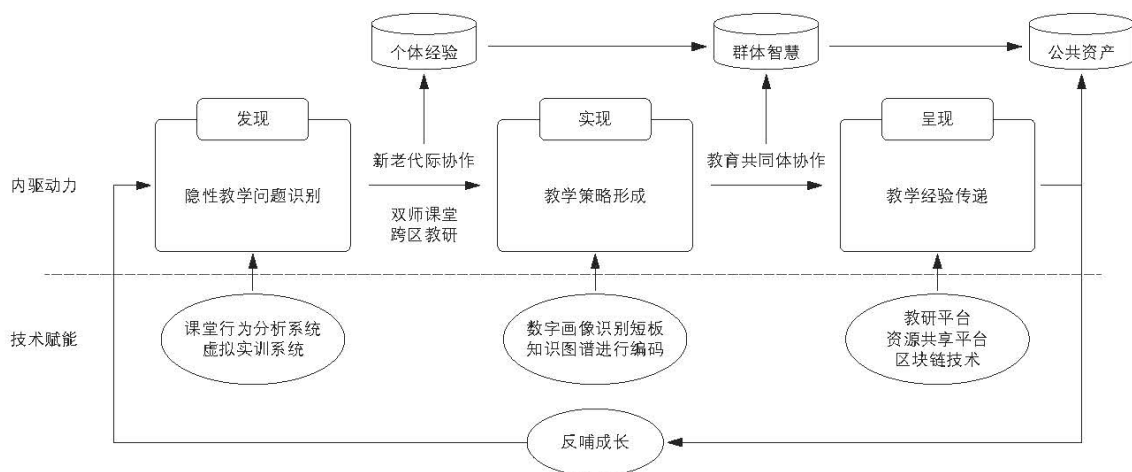 个体经验
群体智慧
公共资产
发现
实现
呈现
新老代际协作
教育共同体协作
内驱动力
隐性教学问题识别
教学策略形成
教学经验传递
双师课堂
跨区教研
技术赋能
课堂行为分析系统
虚拟实训系统
数字画像识别短板
知识图谱进行编码
教研平台
资源共享平台
区块链技术
反哺成长